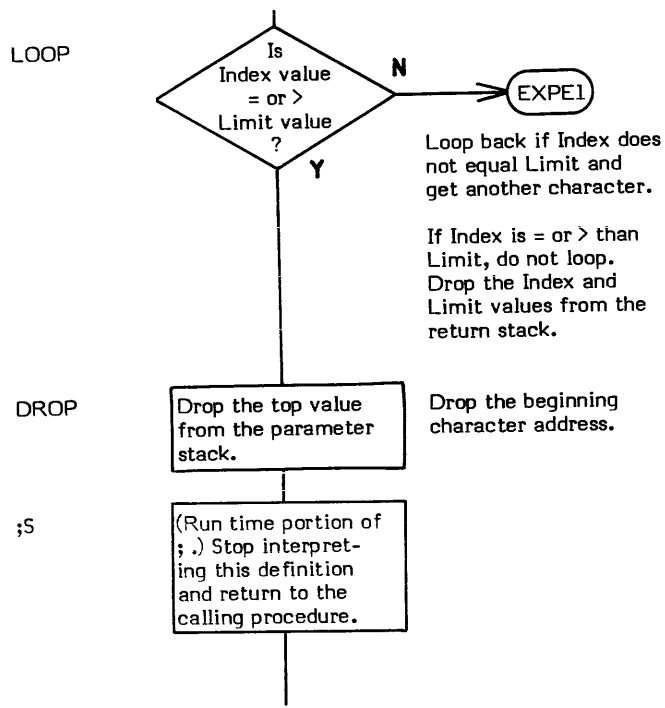 LOOP
Is
Index value
= or >
Limit value
?
N
Y
EXPE1
Loop back if Index does
not equal Limit and
get another character.
If Index is = or > than
Limit, do not loop.
Drop the Index and
Limit values from the
return stack.
DROP
Drop the top value
from the parameter
stack.
Drop the beginning
character address.
;S
(Run time portion of
; .) Stop interpret-
ing this definition
and return to the
calling procedure.